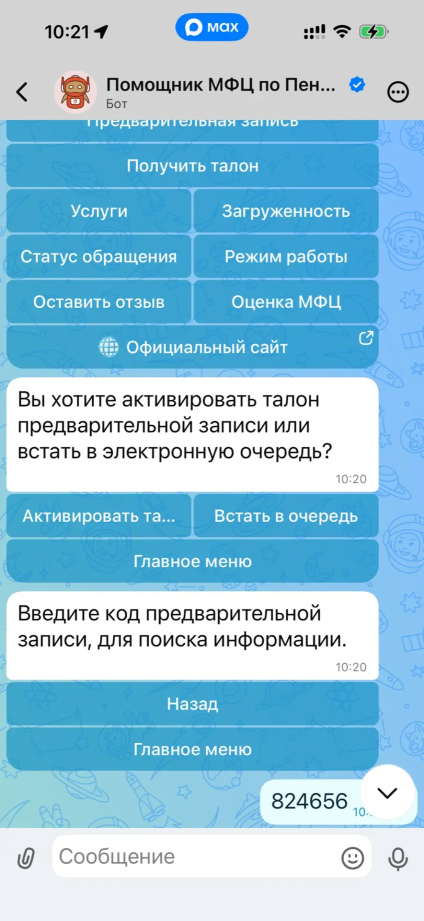 10:21
max
Помощник МФЦ по Пен...
Бот
Предварительная запись
Получить талон
Услуги
Загруженность
Статус обращения
Режим работы
Оставить отзыв
Оценка МФЦ
Официальный сайт
Вы хотите активировать талон
предварительной записи или
встать в электронную очередь?
10:20
Активировать та...
Встать в очередь
Главное меню
Введите код предварительной
записи, для поиска информации.
10:20
Назад
Главное меню
824656
Сообщение